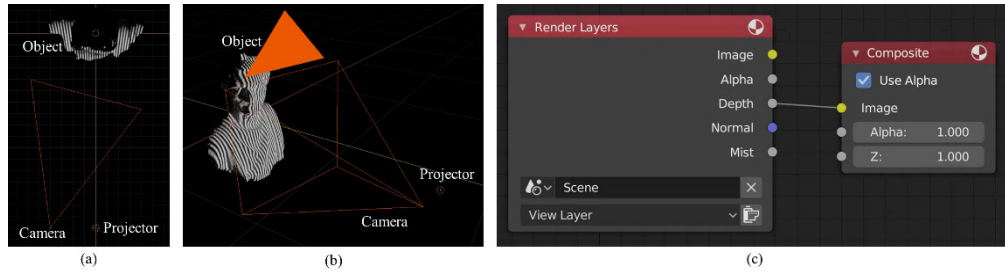 Object
Camera
Projector
(a)
Object
Projector
Camera
(b)
Render Layers
Image
Alpha
Depth
Normal
Mist
Scene
View Layer
Composite
Use Alpha
Image
Alpha: 1.000
Z: 1.000
(c)